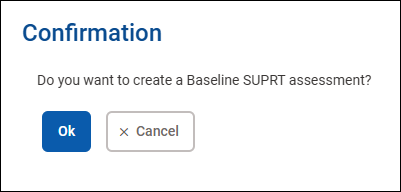 Confirmation
Do you want to create a Baseline SUPRT assessment?
Ok
× Cancel